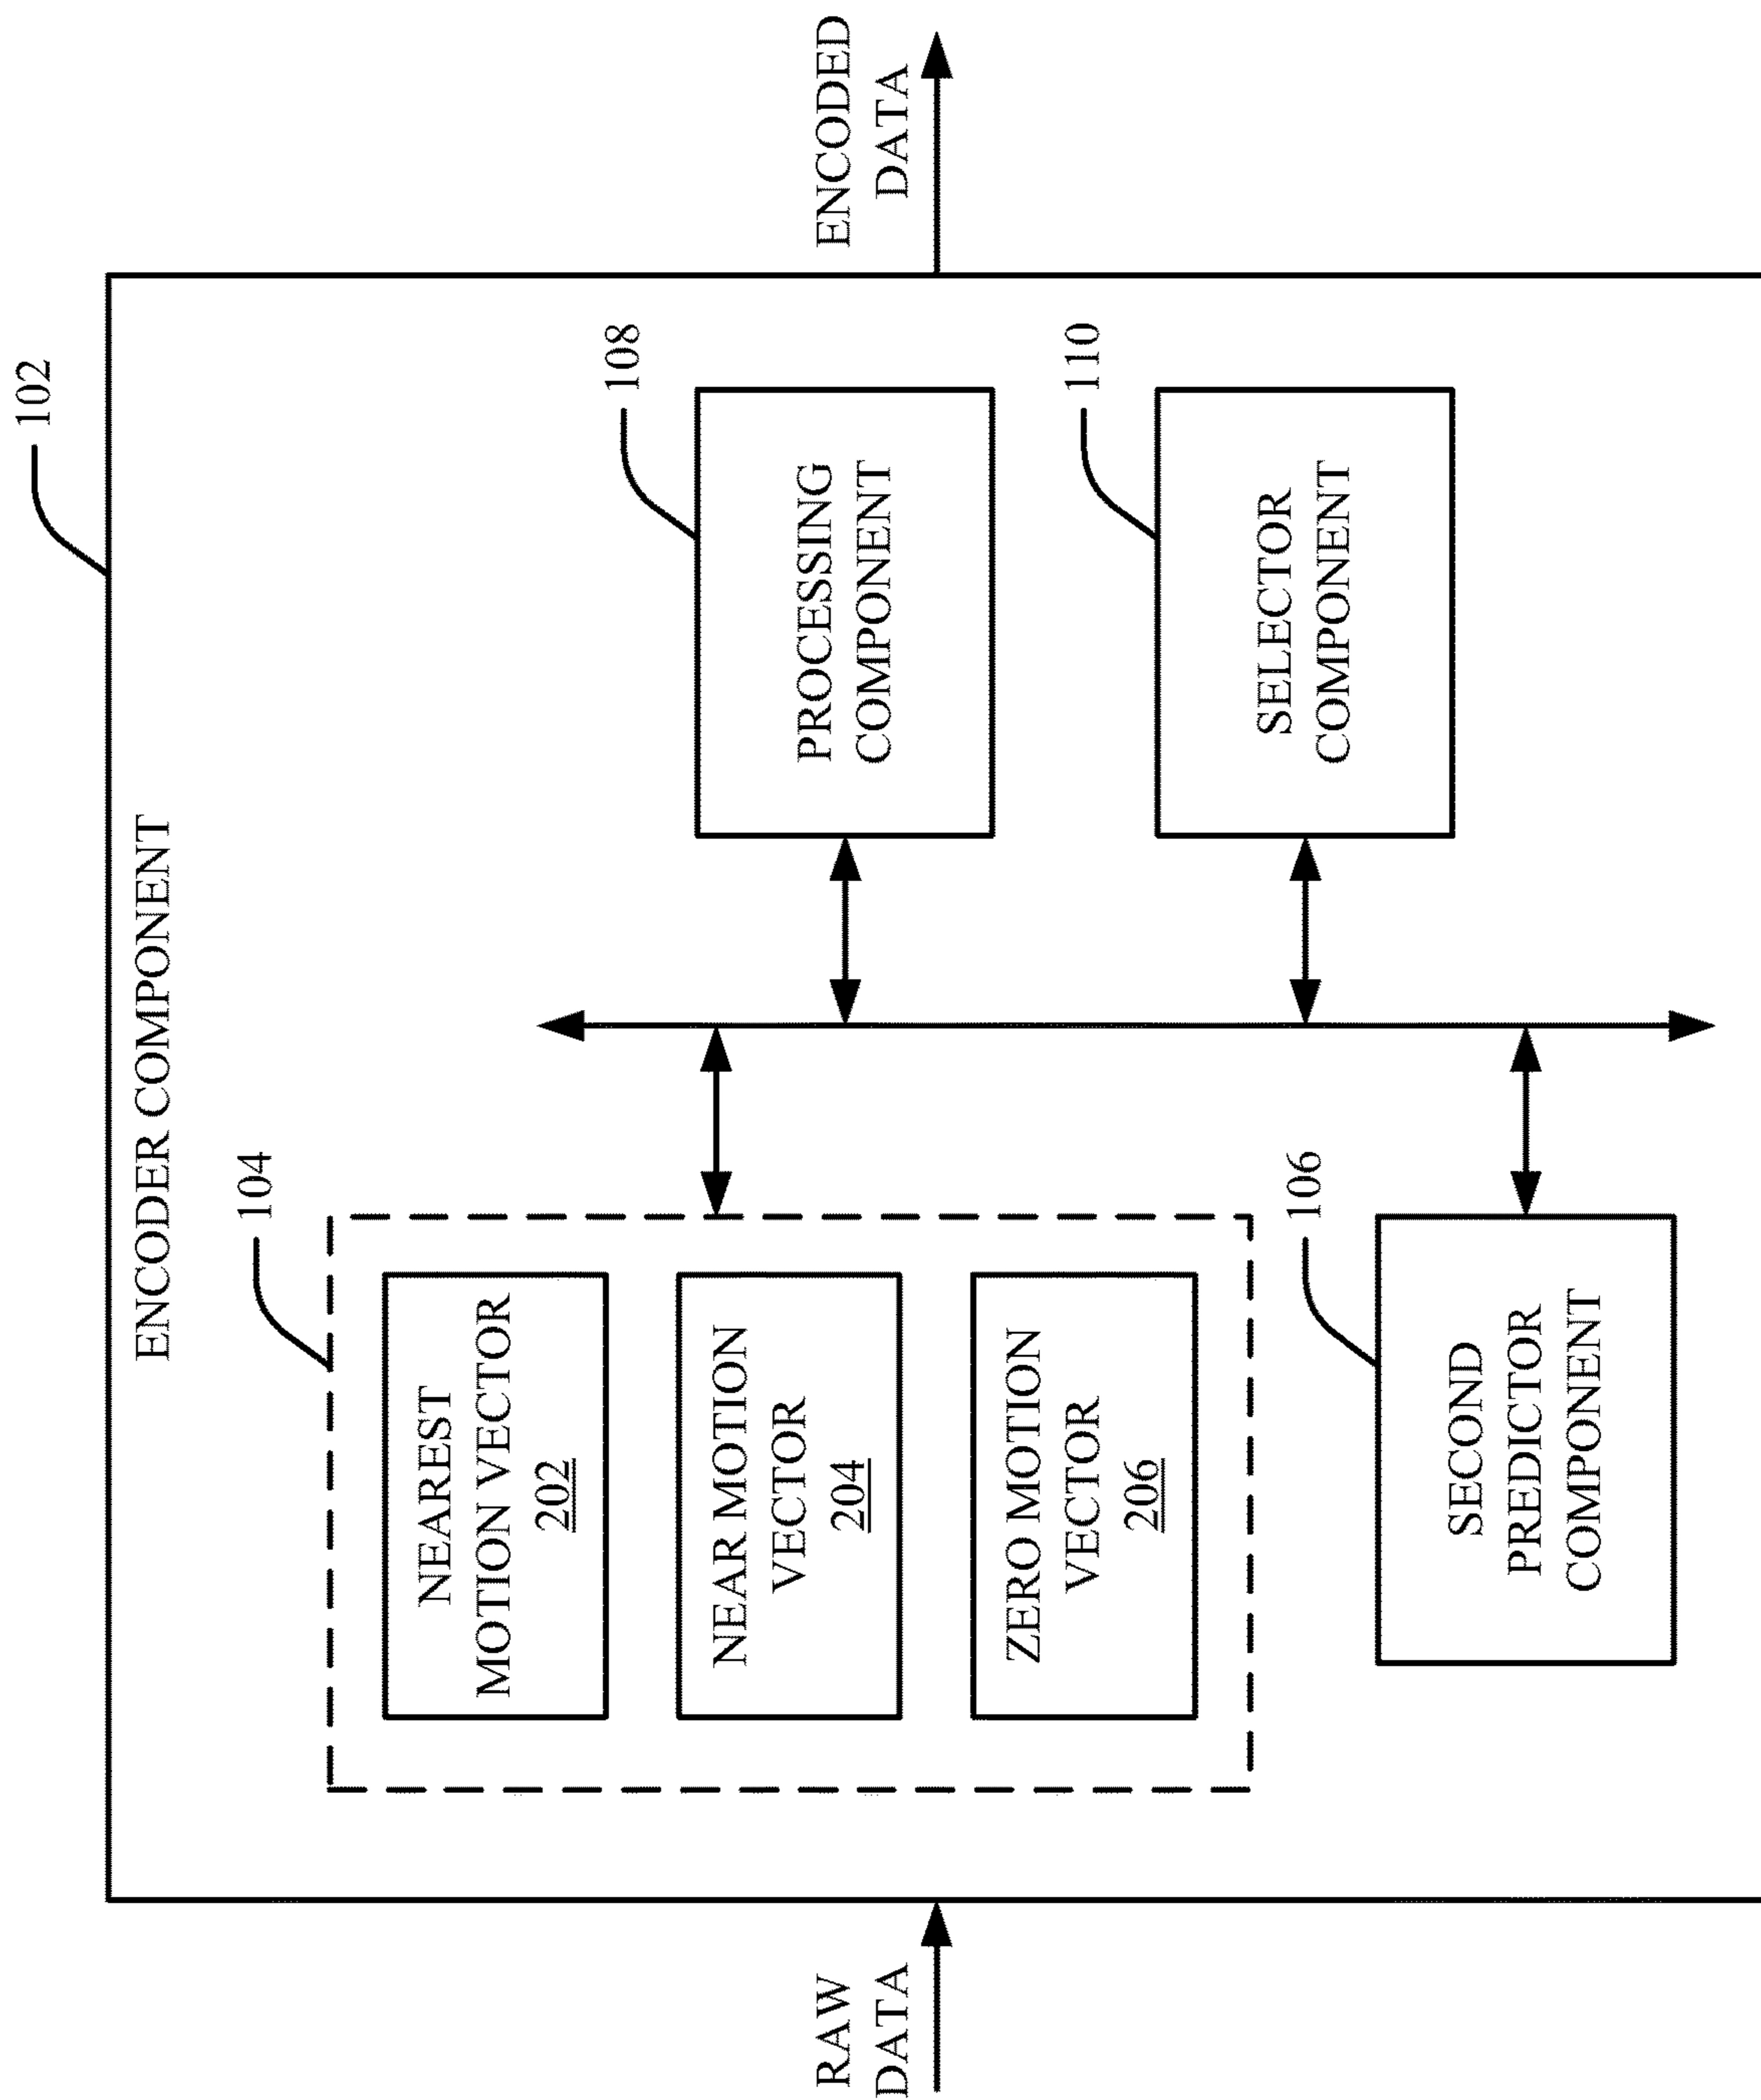 102
ENCODER COMPONENT
104
NEAREST
MOTION VECTOR
202
NEAR MOTION
VECTOR
204
ZERO MOTION
VECTOR
206
106
SECOND
PREDICTOR
COMPONENT
108
PROCESSING
COMPONENT
110
SELECTOR
COMPONENT
RAW
DATA
ENCODED
DATA